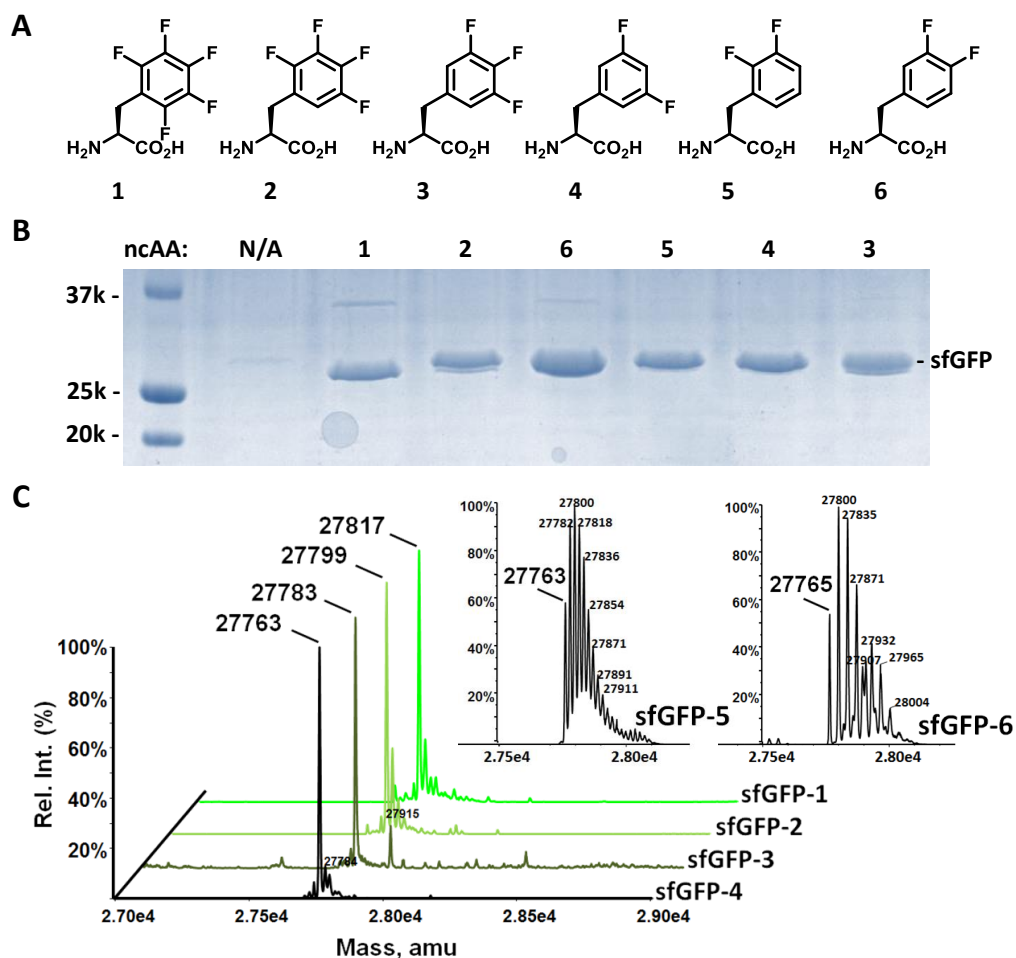 A
F F F F F H2N CO2H
F F F F H2N CO2H
F F F H2N CO2H
F F H2N CO2H
F F H2N CO2H
F F H2N CO2H
1 2 3 4 5 6
B
ncAA: N/A 1 2 6 5 4 3
37k -
- sfGFP
25k -
20k -
C
27817
27799
27783
27763
100%
80%
60%
40%
20%
Rel. Int. (%)
27915
27764
sfGFP-1
sfGFP-2
sfGFP-3
sfGFP-4
2.70e4 2.75e4 2.80e4 2.85e4 2.90e4
Mass, amu
100%
80%
60%
40%
20%
27800
27782 27818
27836
27763
27854
27871
27891
27911
sfGFP-5
2.75e4 2.80e4
100%
80%
60%
40%
20%
27800
27835
27871
27765
27932
27907 27965
28004
sfGFP-6
2.75e4 2.80e4